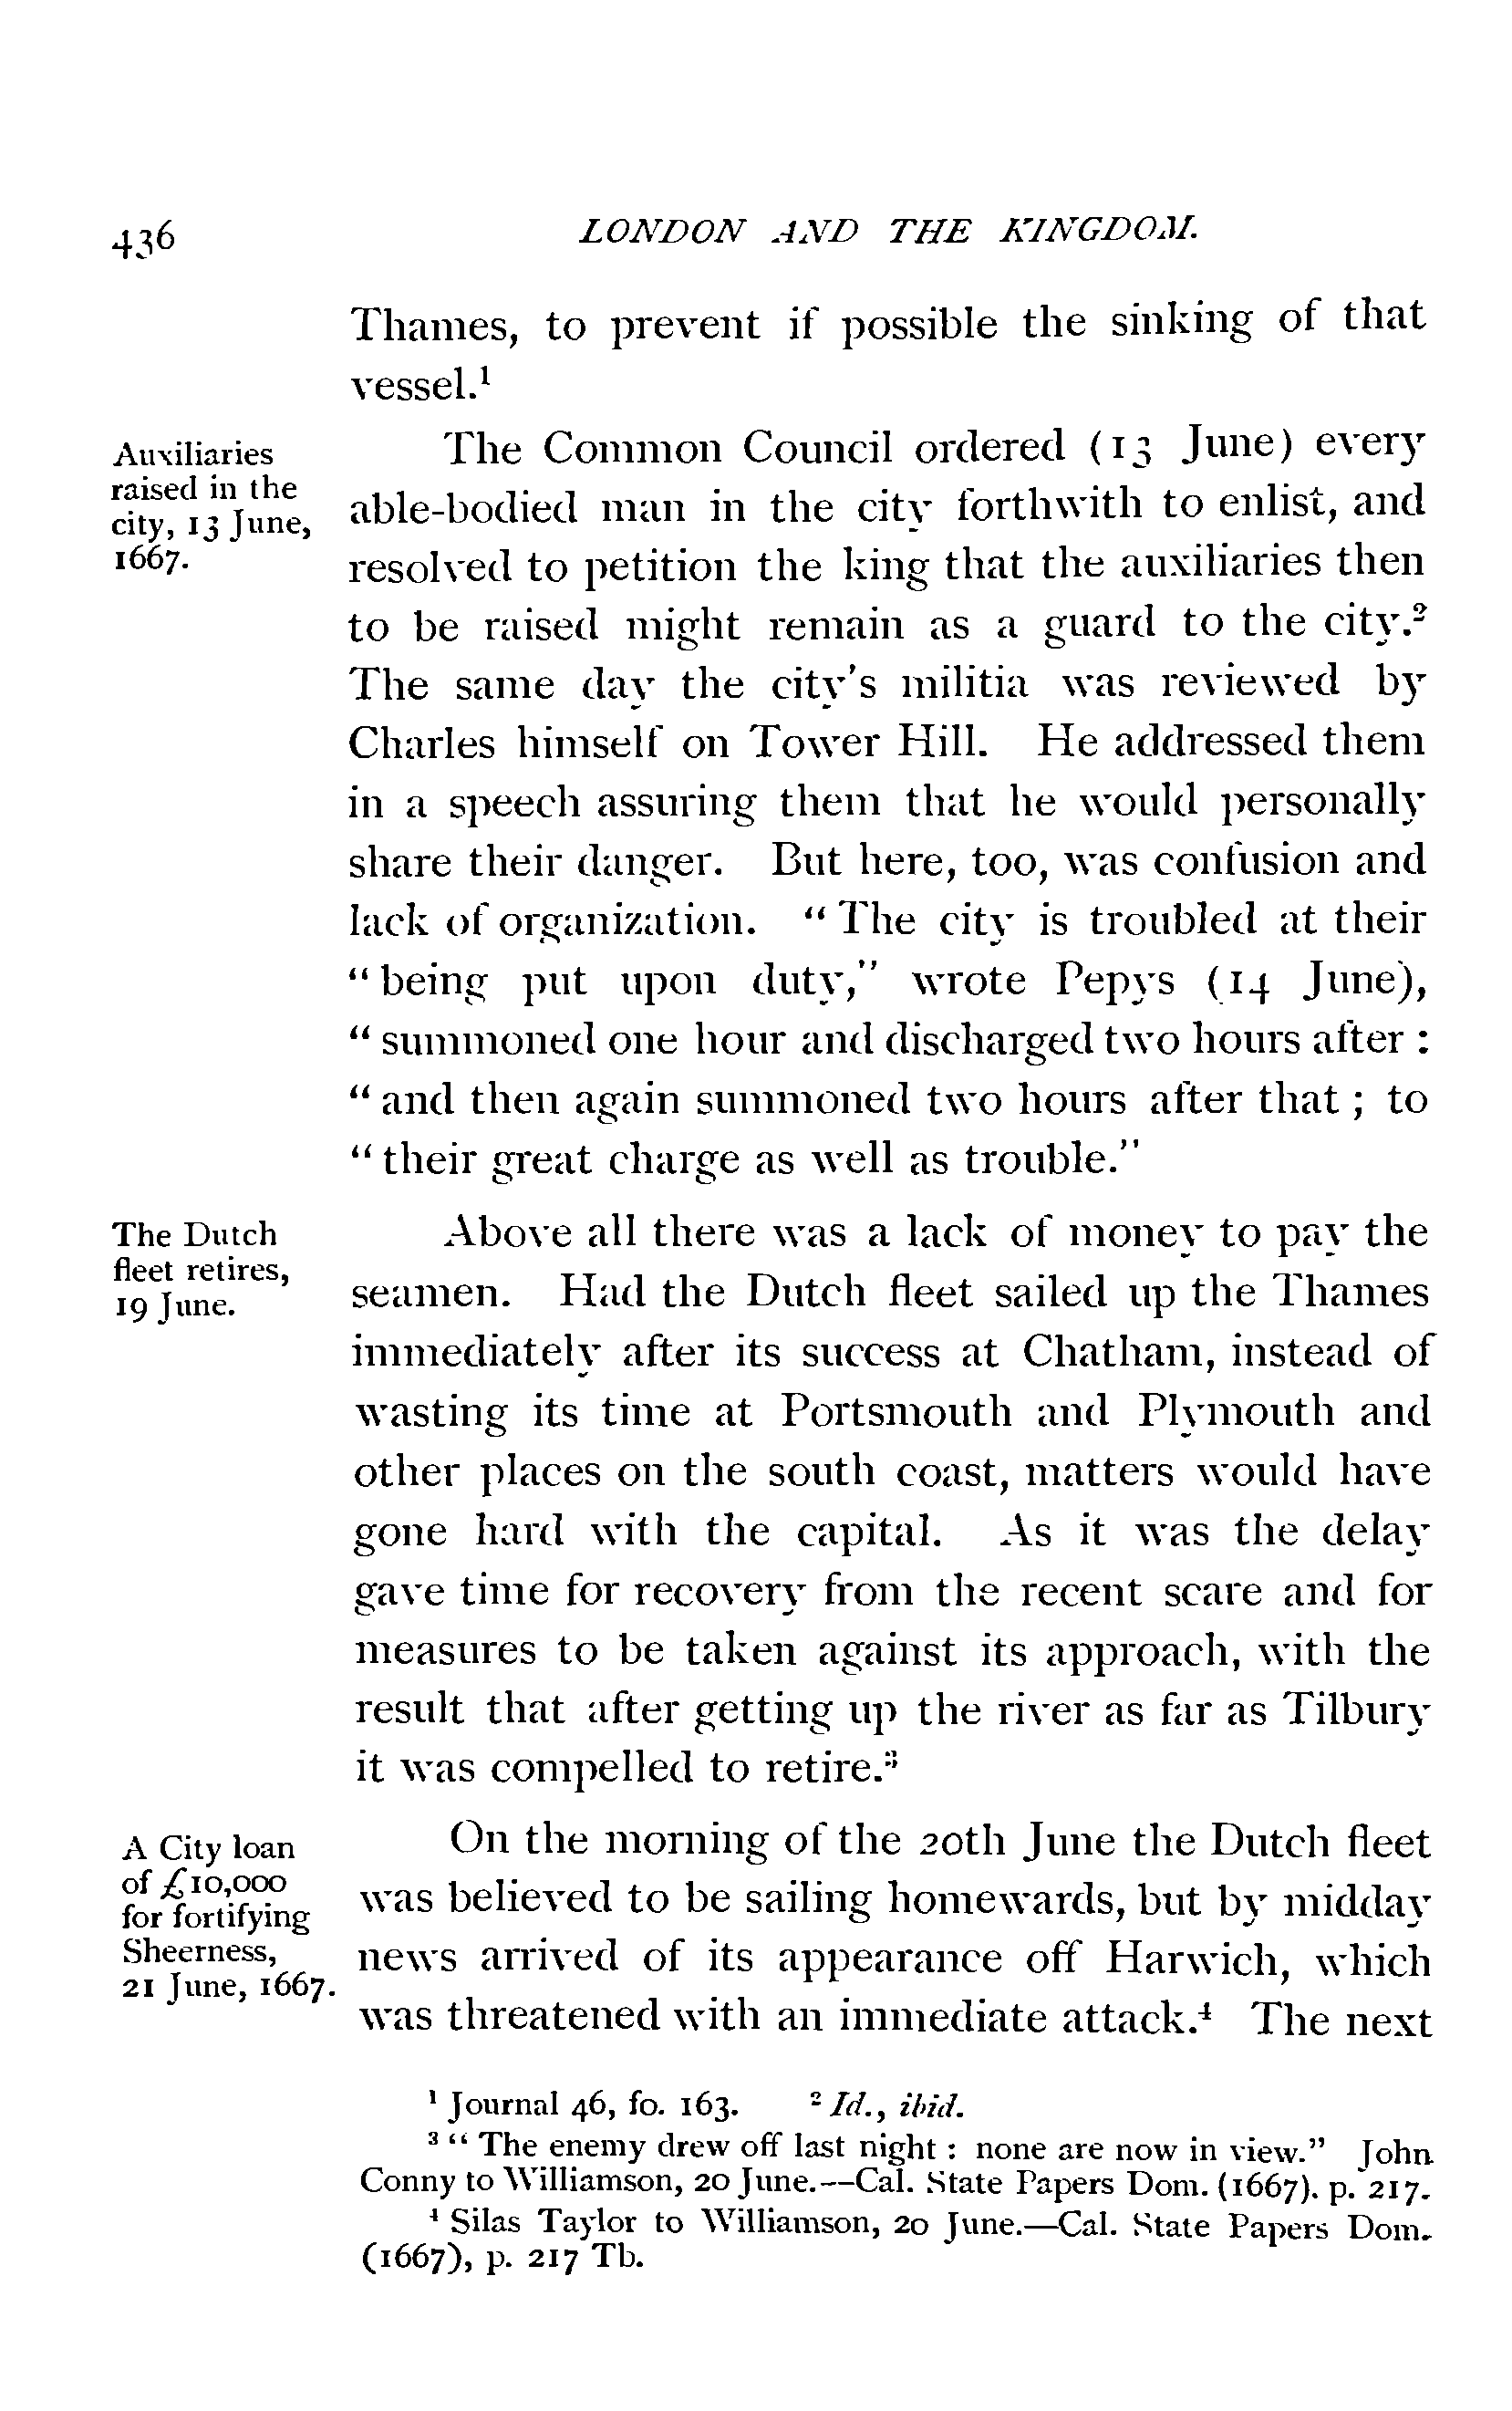 436 LONDON AND THE KINGDOM.
Thames, to prevent if possible the sinking of that
vessel.¹
Auxiliaries
raised in the
city, 13 June,
1667.
The Common Council ordered (13 June) every
able-bodied man in the city forthwith to enlist, and
resolved to petition the king that the auxiliaries then
to be raised might remain as a guard to the city.²
The same day the city's militia was reviewed by
Charles himself on Tower Hill. He addressed them
in a speech assuring them that he would personally
share their danger. But here, too, was confusion and
lack of organization. "The city is troubled at their
"being put upon duty," wrote Pepys (14 June),
"summoned one hour and discharged two hours after :
"and then again summoned two hours after that ; to
"their great charge as well as trouble."
The Dutch
fleet retires,
19 June.
Above all there was a lack of money to pay the
seamen. Had the Dutch fleet sailed up the Thames
immediately after its success at Chatham, instead of
wasting its time at Portsmouth and Plymouth and
other places on the south coast, matters would have
gone hard with the capital. As it was the delay
gave time for recovery from the recent scare and for
measures to be taken against its approach, with the
result that after getting up the river as far as Tilbury
it was compelled to retire.³
A City loan
of £10,000
for fortifying
Sheerness,
21 June, 1667.
On the morning of the 20th June the Dutch fleet
was believed to be sailing homewards, but by midday
news arrived of its appearance off Harwich, which
was threatened with an immediate attack.⁴ The next
¹ Journal 46, fo. 163. ² Id., ibid.
³ "The enemy drew off last night : none are now in view." John
Conny to Williamson, 20 June.—Cal. State Papers Dom. (1667). p. 217.
⁴ Silas Taylor to Williamson, 20 June.—Cal. State Papers Dom.
(1667), p. 217 Tb.